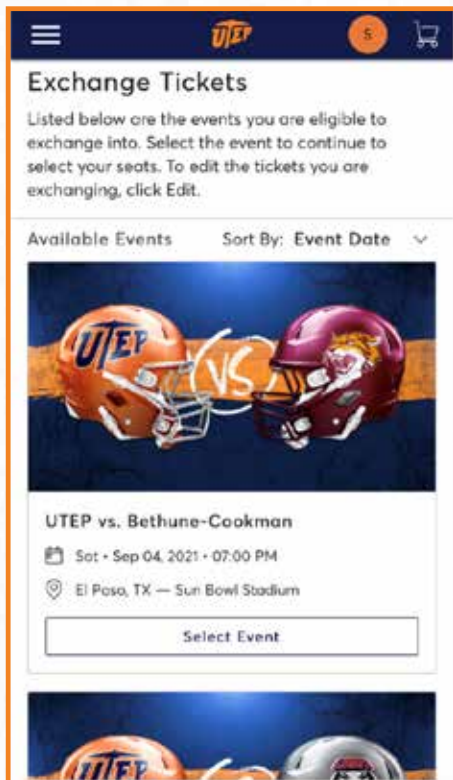 UTEP
S
Exchange Tickets
Listed below are the events you are eligible to
exchange into. Select the event to continue to
select your seats. To edit the tickets you are
exchanging, click Edit.
Available Events Sort By: Event Date
UTEP VS
UTEP vs. Bethune-Cookman
Sat • Sep 04, 2021 • 07:00 PM
El Paso, TX — Sun Bowl Stadium
Select Event
UTEP